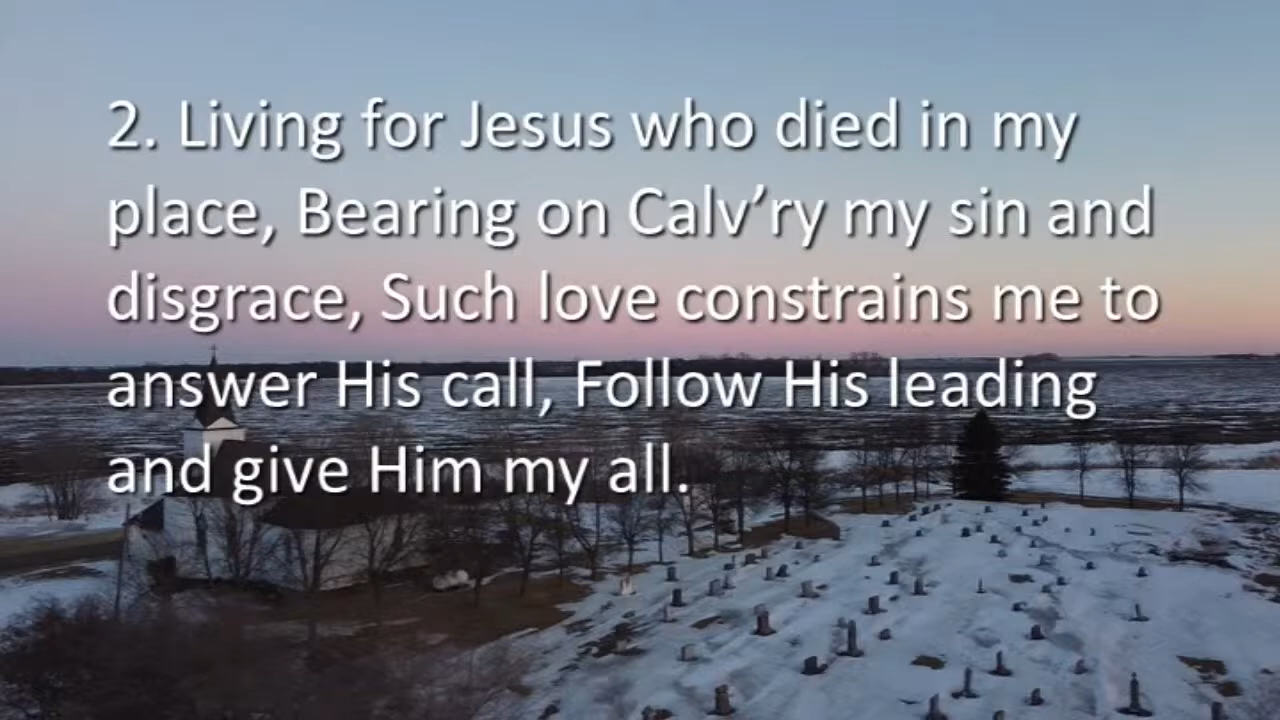 2. Living for Jesus who died in my
place, Bearing on Calv’ry my sin and
disgrace, Such love constrains me to
answer His call, Follow His leading
and give Him my all.